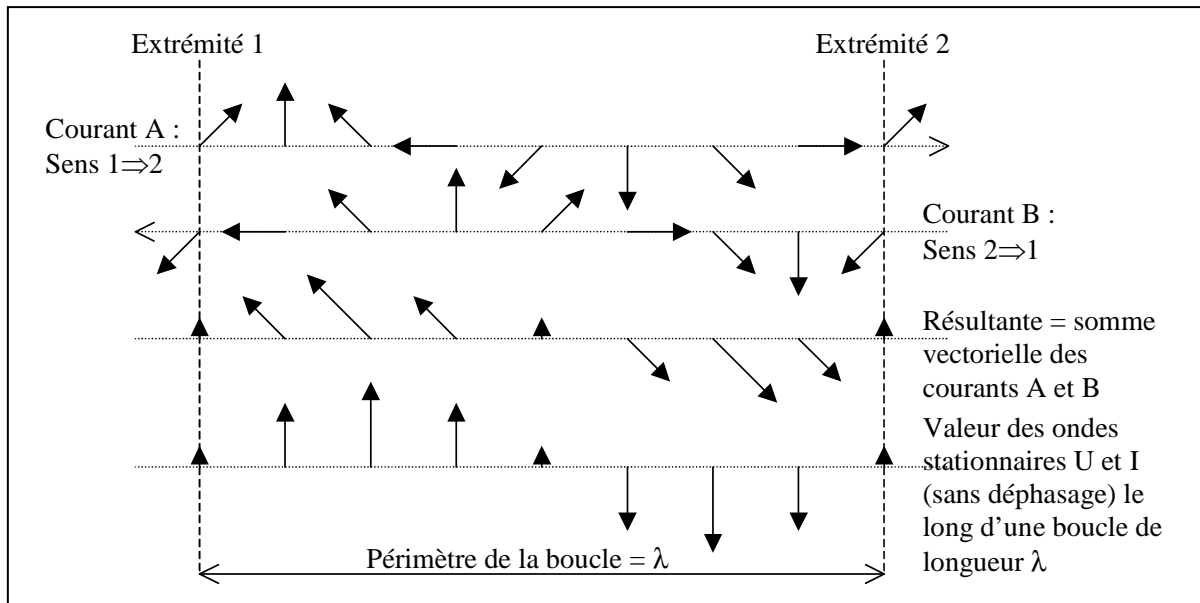 Extrémité 1
Extrémité 2
Courant A :
Sens 1⇒2
Courant B :
Sens 2⇒1
Résultante = somme
vectorielle des
courants A et B
Valeur des ondes
stationnaires U et I
(sans déphasage) le
long d’une boucle de
longueur λ
Périmètre de la boucle = λ